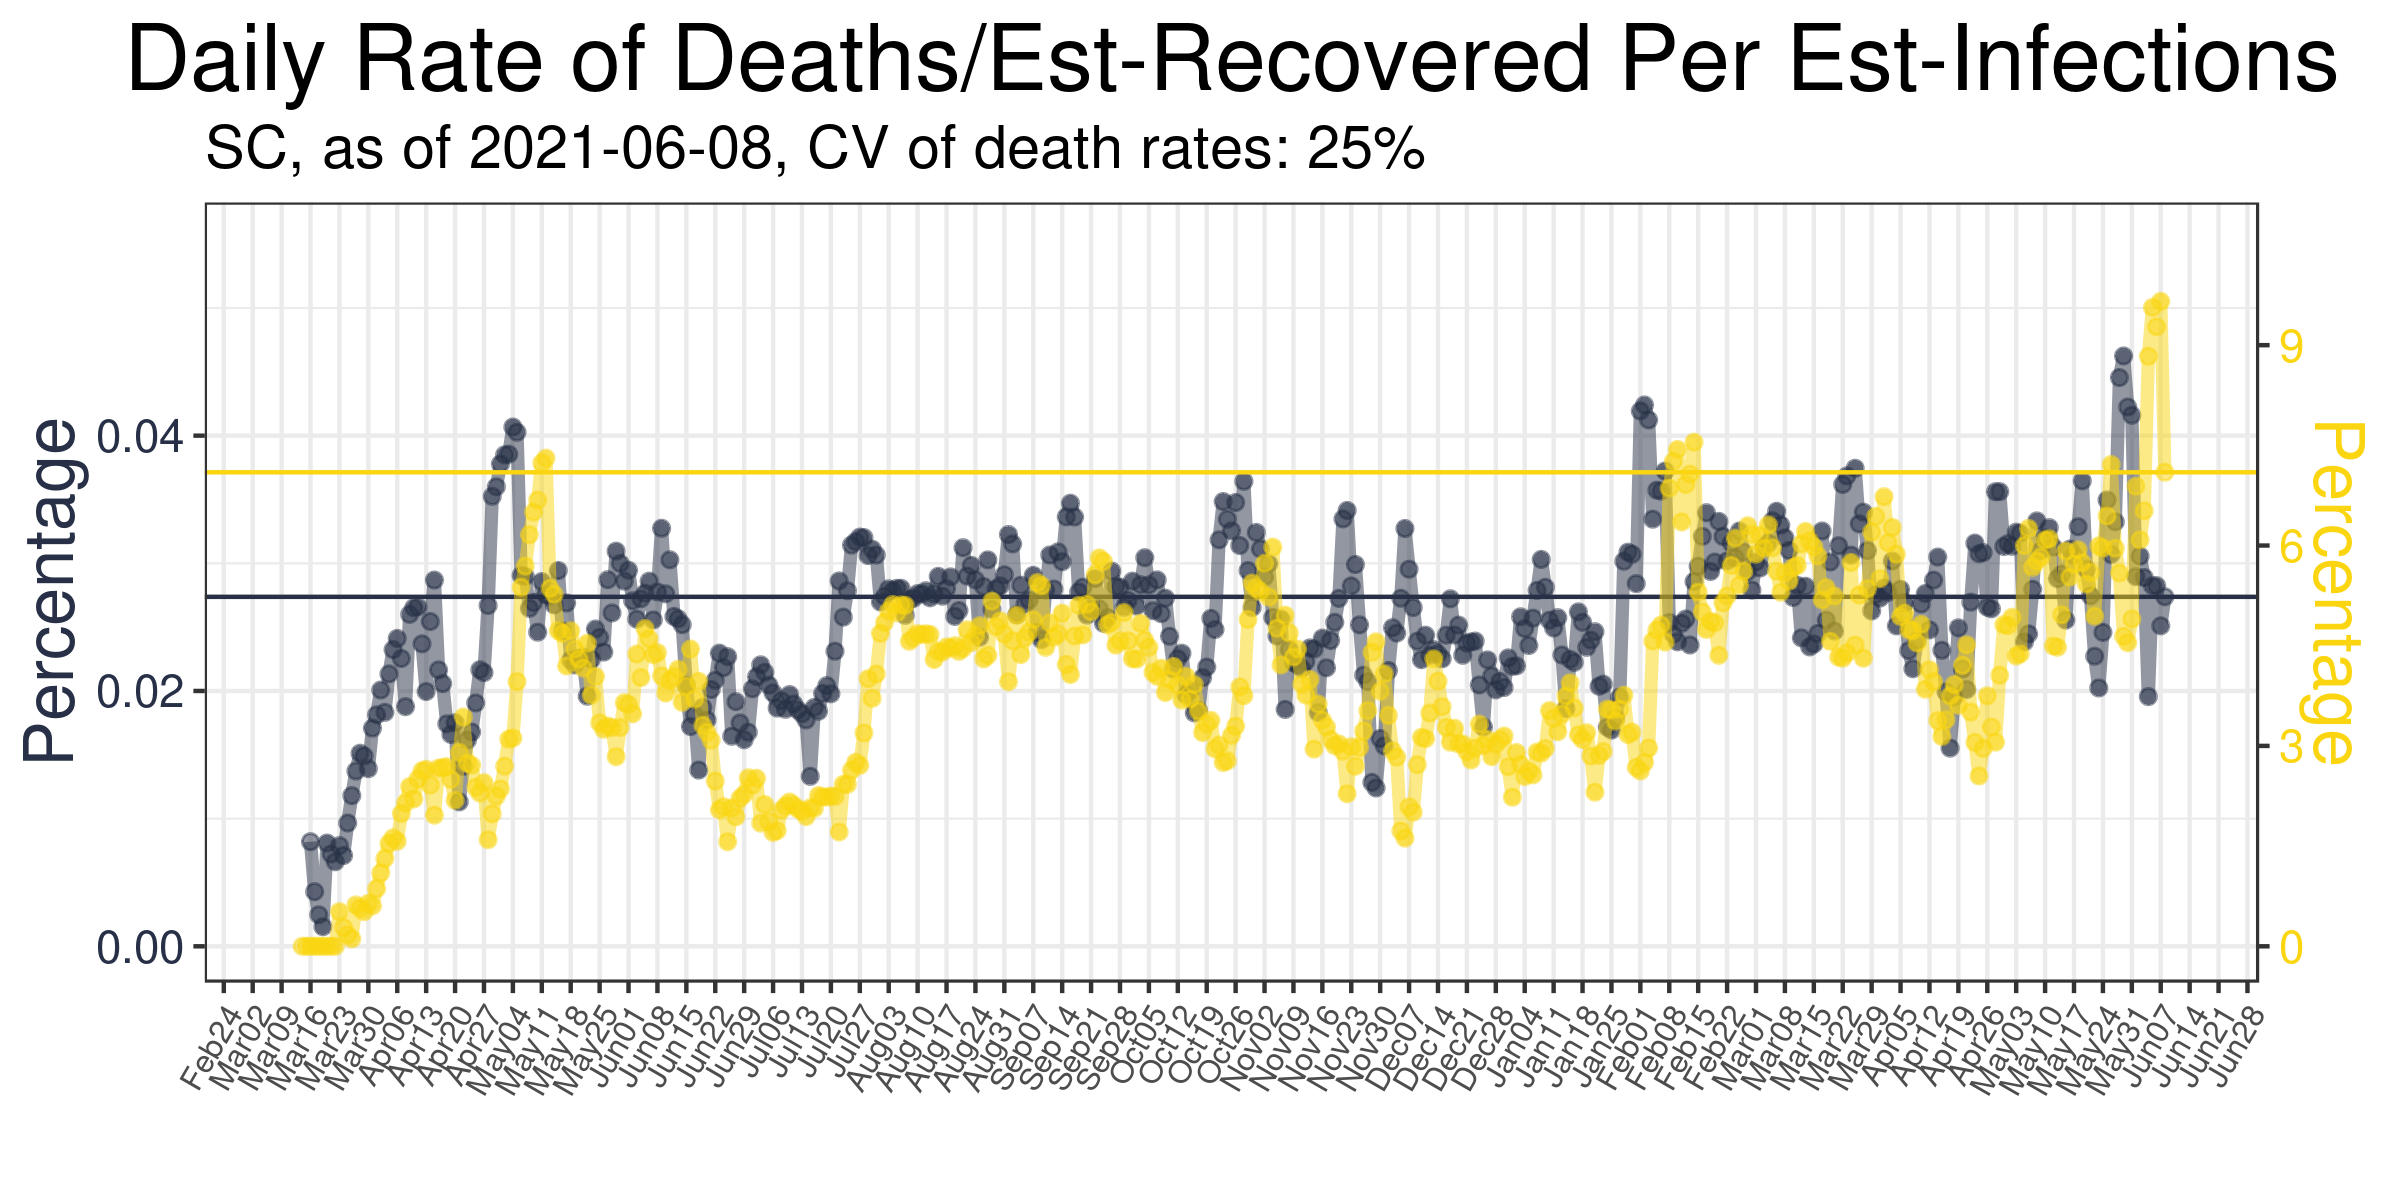 Daily Rate of Deaths/Est-Recovered Per Est-Infections
SC, as of 2021-06-08, CV of death rates: 25%
Percentage
0.04
0.02
0.00
9
6
3
0
Percentage
Feb24
Mar02
Mar09
Mar16
Mar23
Mar30
Apr06
Apr13
Apr20
Apr27
May04
May11
May18
May25
Jun01
Jun08
Jun15
Jun22
Jun29
Jul06
Jul13
Jul20
Jul27
Aug03
Aug10
Aug17
Aug24
Aug31
Sep07
Sep14
Sep21
Sep28
Oct05
Oct12
Oct19
Oct26
Nov02
Nov09
Nov16
Nov23
Nov30
Dec07
Dec14
Dec21
Dec28
Jan04
Jan11
Jan18
Jan25
Feb01
Feb08
Feb15
Feb22
Mar01
Mar08
Mar15
Mar22
Mar29
Apr05
Apr12
Apr19
Apr26
May03
May10
May17
May24
May31
Jun07
Jun14
Jun21
Jun28